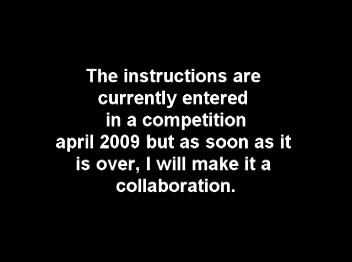 The instructions are
currently entered
in a competition
april 2009 but as soon as it
is over, I will make it a
collaboration.